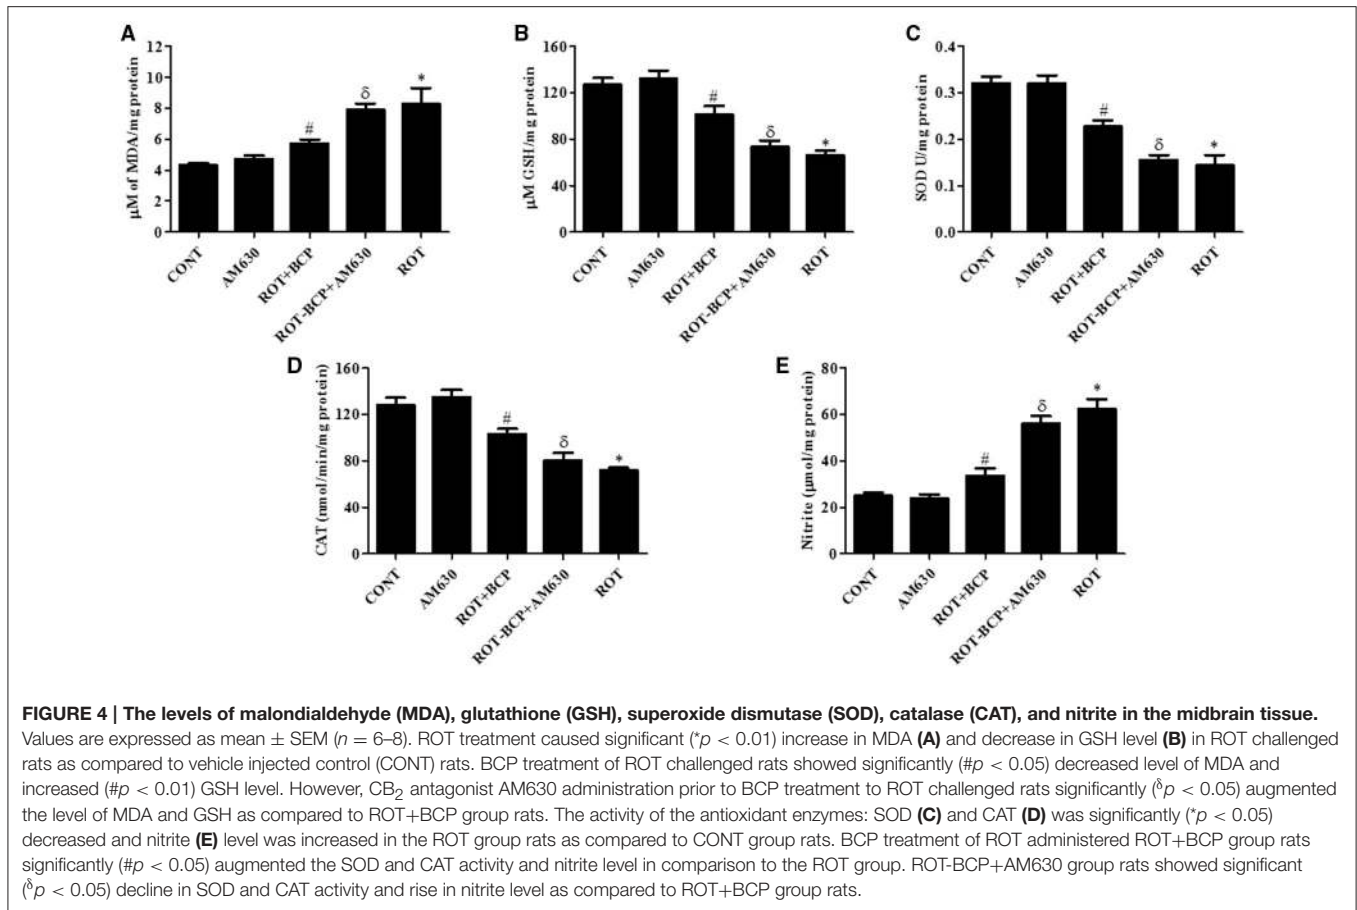 A
μM of MDA/mg protein
12
10
8
6
4
2
0
#
δ
*
CONT
AM630
ROT+BCP
ROT-BCP+AM630
ROT
B
μM GSH/mg protein
160
120
80
40
0
#
δ
*
CONT
AM630
ROT+BCP
ROT-BCP+AM630
ROT
C
SOD U/mg protein
0.4
0.3
0.2
0.1
0.0
#
δ
*
CONT
AM630
ROT+BCP
ROT-BCP+AM630
ROT
D
CAT (nmol/min/mg protein)
160
120
80
40
0
#
δ
*
CONT
AM630
ROT+BCP
ROT-BCP+AM630
ROT
E
Nitrite (μmol/mg protein)
80
60
40
20
0
#
δ
*
CONT
AM630
ROT+BCP
ROT-BCP+AM630
ROT
FIGURE 4 | The levels of malondialdehyde (MDA), glutathione (GSH), superoxide dismutase (SOD), catalase (CAT), and nitrite in the midbrain tissue.
Values are expressed as mean ± SEM (n = 6–8). ROT treatment caused significant (*p < 0.01) increase in MDA (A) and decrease in GSH level (B) in ROT challenged
rats as compared to vehicle injected control (CONT) rats. BCP treatment of ROT challenged rats showed significantly (#p < 0.05) decreased level of MDA and
increased (#p < 0.01) GSH level. However, CB₂ antagonist AM630 administration prior to BCP treatment to ROT challenged rats significantly (δp < 0.05) augmented
the level of MDA and GSH as compared to ROT+BCP group rats. The activity of the antioxidant enzymes: SOD (C) and CAT (D) was significantly (*p < 0.05)
decreased and nitrite (E) level was increased in the ROT group rats as compared to CONT group rats. BCP treatment of ROT administered ROT+BCP group rats
significantly (#p < 0.05) augmented the SOD and CAT activity and nitrite level in comparison to the ROT group. ROT-BCP+AM630 group rats showed significant
(δp < 0.05) decline in SOD and CAT activity and rise in nitrite level as compared to ROT+BCP group rats.